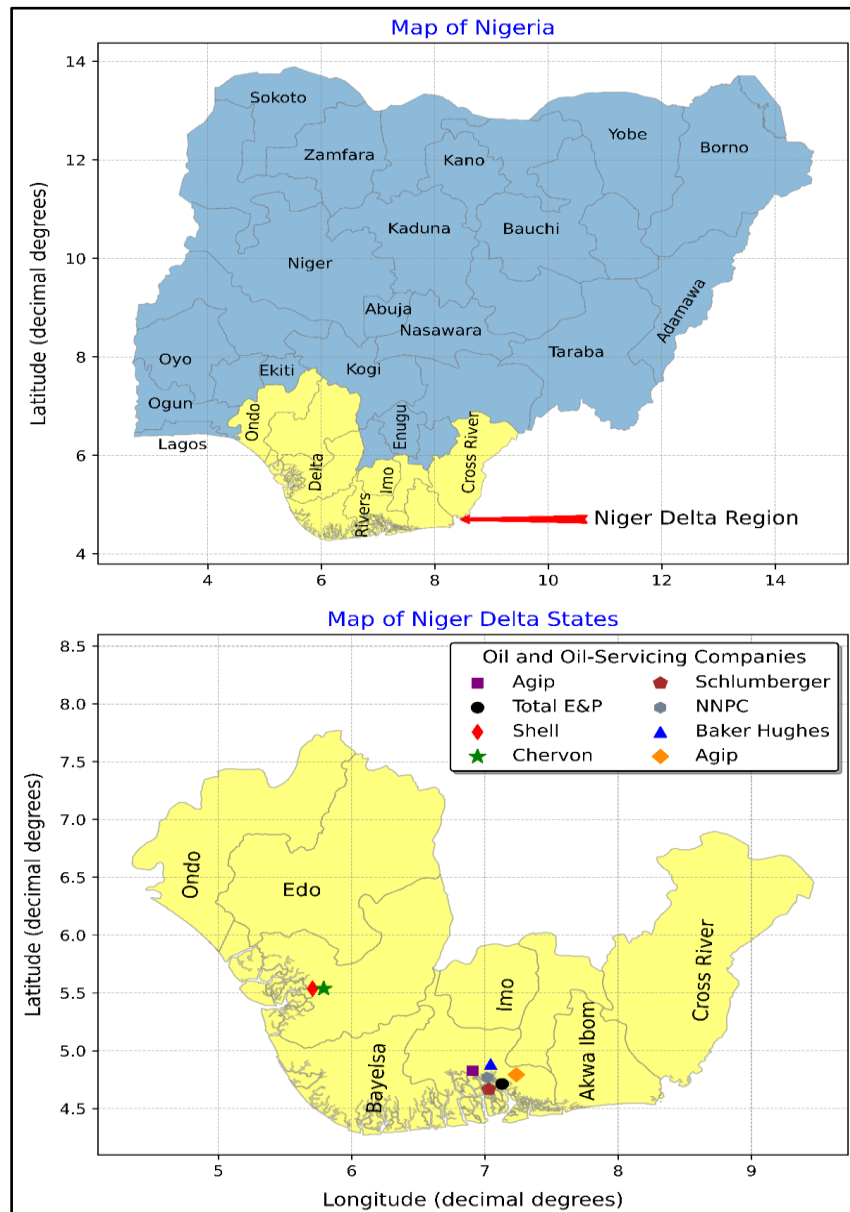 Map of Nigeria
Latitude (decimal degrees)
14
12
10
8
6
4
Sokoto
Zamfara
Kano
Yobe
Borno
Kaduna
Bauchi
Niger
Abuja
Nasawara
Adamawa
Oyo
Ekiti
Kogi
Taraba
Ogun
Ondo
Enugu
Lagos
Delta
Imo
Cross River
Rivers
Niger Delta Region
4 6 8 10 12 14
Map of Niger Delta States
Latitude (decimal degrees)
8.5
8.0
7.5
7.0
6.5
6.0
5.5
5.0
4.5
Oil and Oil-Servicing Companies
Agip Schlumberger
Total E&P NNPC
Shell Baker Hughes
Chervon Agip
Ondo
Edo
Cross River
Imo
Bayelsa
Akwa Ibom
5 6 7 8 9
Longitude (decimal degrees)